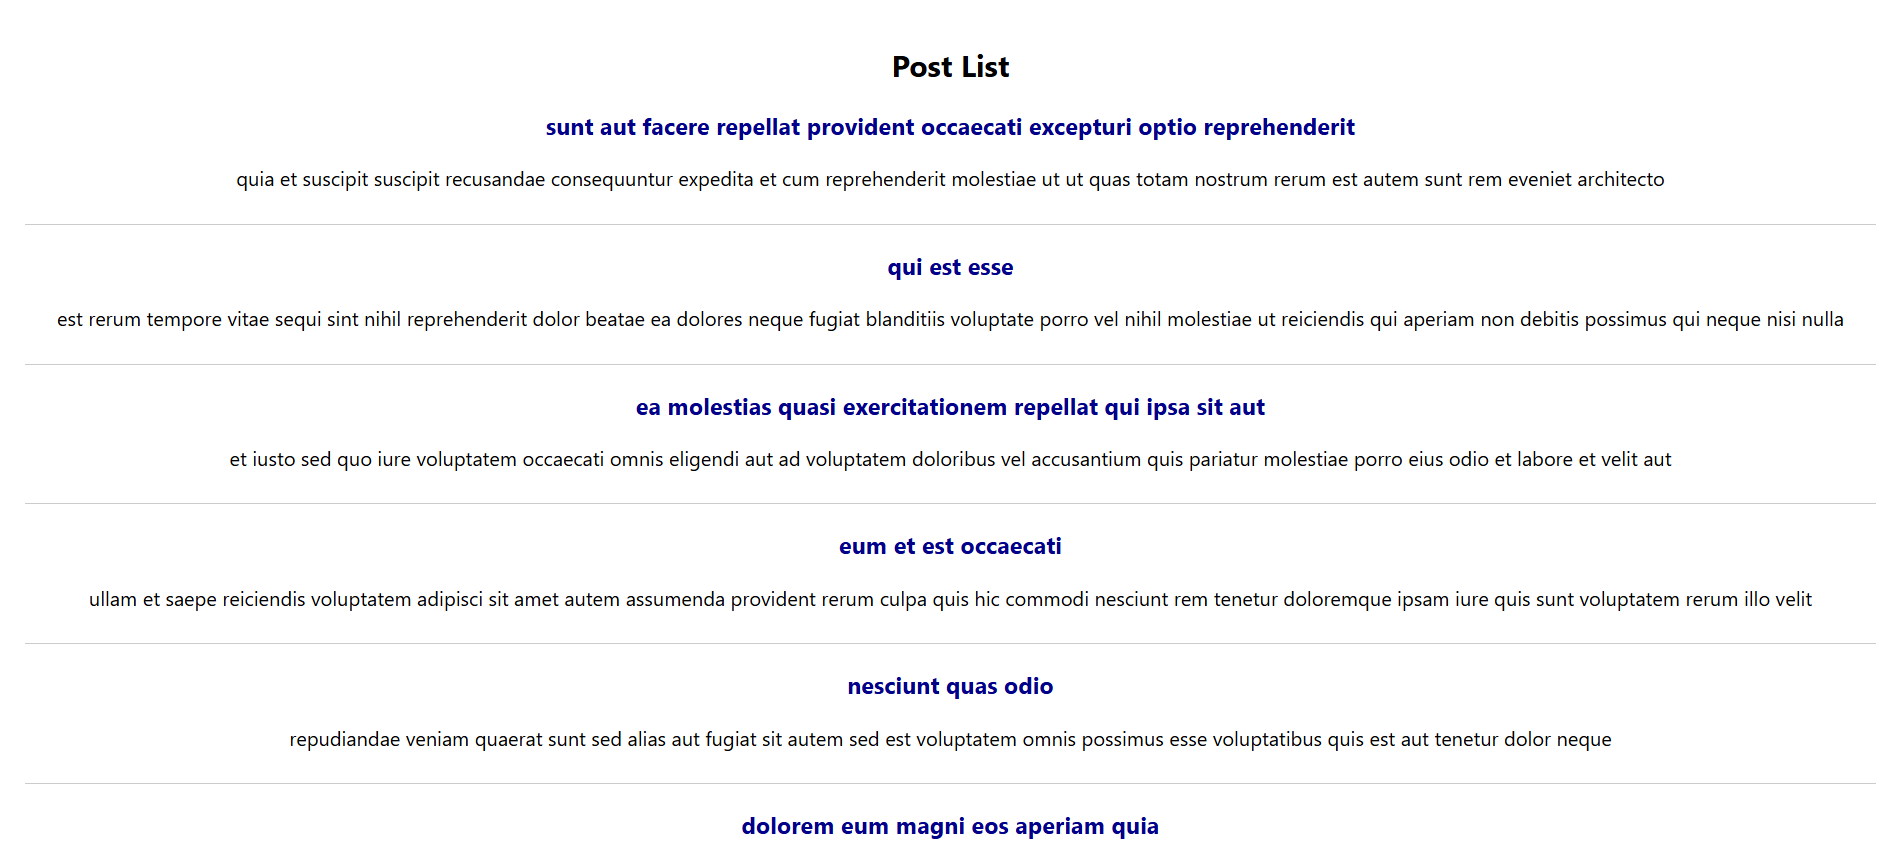 Post List
sunt aut facere repellat provident occaecati excepturi optio reprehenderit
quia et suscipit suscipit recusandae consequuntur expedita et cum reprehenderit molestiae ut ut quas totam nostrum rerum est autem sunt rem eveniet architecto
qui est esse
est rerum tempore vitae sequi sint nihil reprehenderit dolor beatae ea dolores neque fugiat blanditiis voluptate porro vel nihil molestiae ut reiciendis qui aperiam non debitis possimus qui neque nisi nulla
ea molestias quasi exercitationem repellat qui ipsa sit aut
et iusto sed quo iure voluptatem occaecati omnis eligendi aut ad voluptatem doloribus vel accusantium quis pariatur molestiae porro eius odio et labore et velit aut
eum et est occaecati
ullam et saepe reiciendis voluptatem adipisci sit amet autem assumenda provident rerum culpa quis hic commodi nesciunt rem tenetur doloremque ipsam iure quis sunt voluptatem rerum illo velit
nesciunt quas odio
repudiandae veniam quaerat sunt sed alias aut fugiat sit autem sed est voluptatem omnis possimus esse voluptatibus quis est aut tenetur dolor neque
dolorem eum magni eos aperiam quia